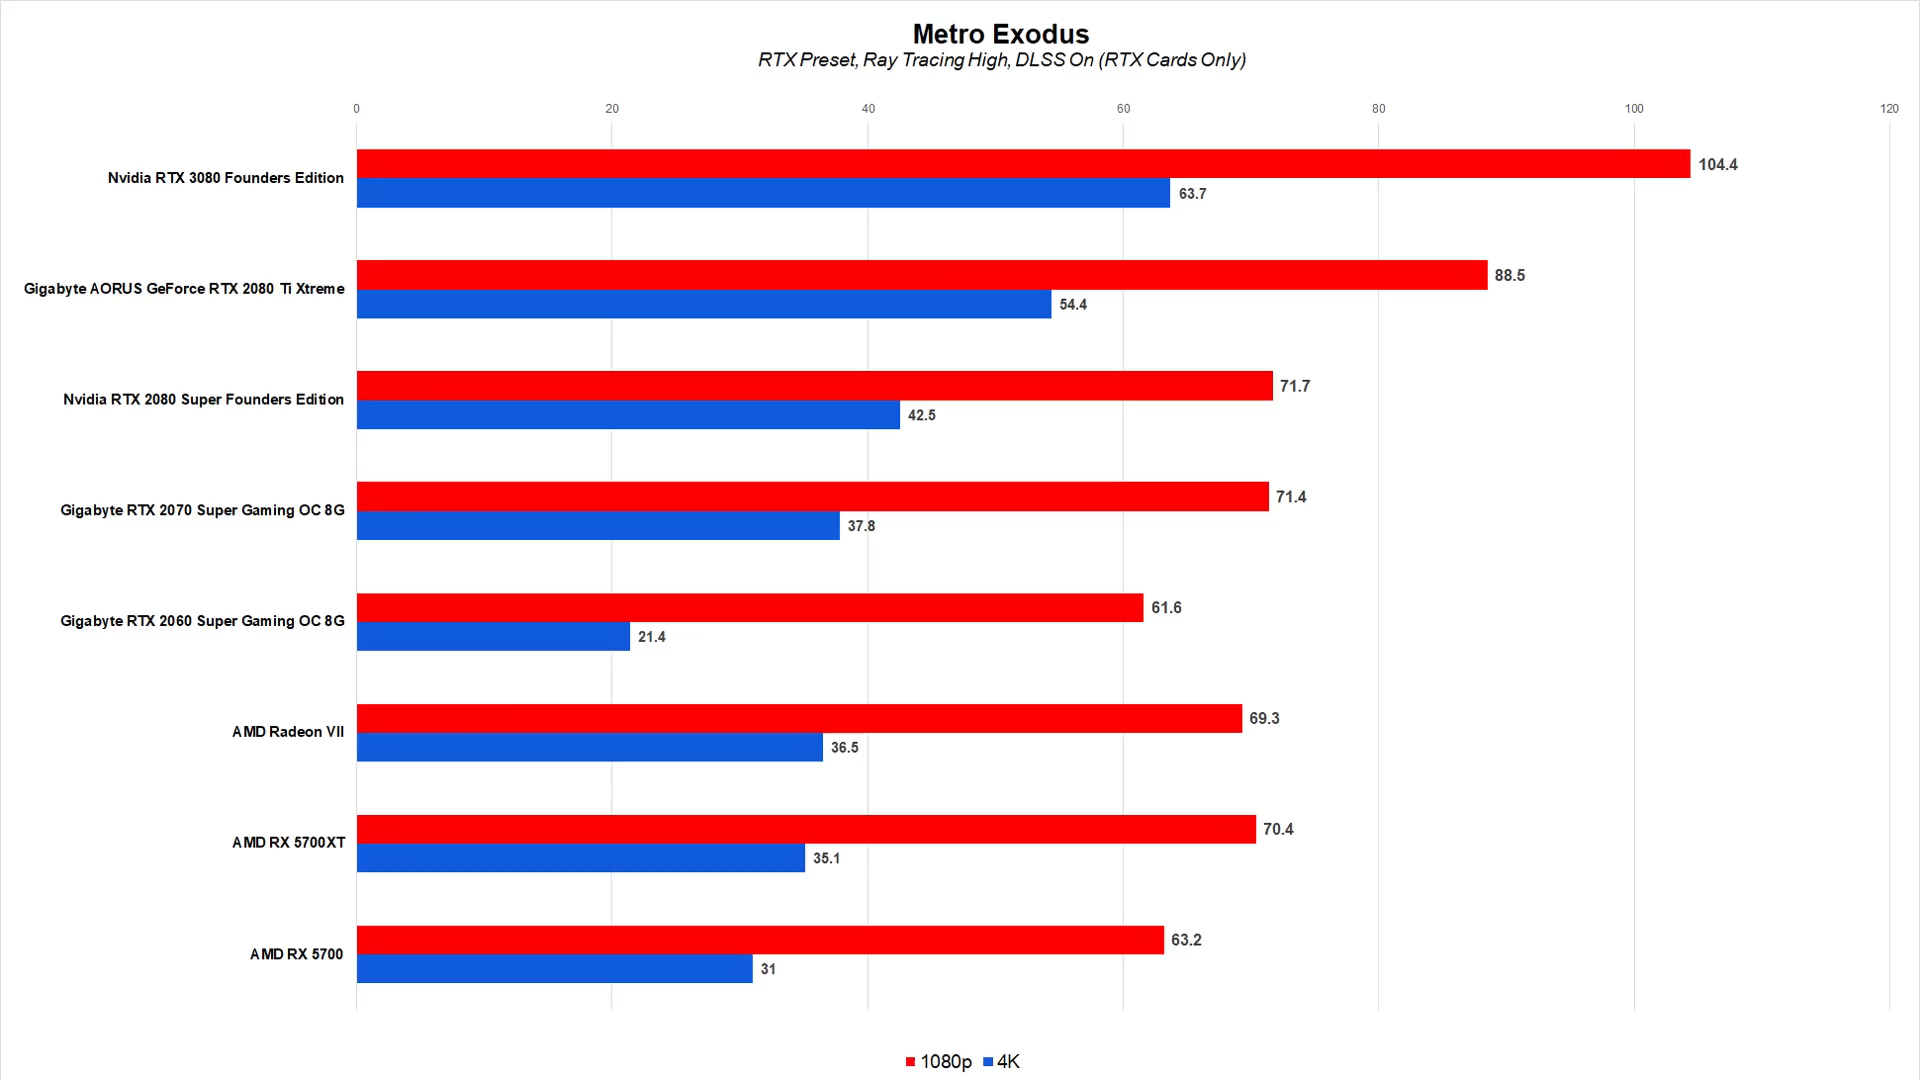 Metro Exodus
RTX Preset, Ray Tracing High, DLSS On (RTX Cards Only)
0 20 40 60 80 100 120
Nvidia RTX 3080 Founders Edition
104.4
63.7
Gigabyte AORUS GeForce RTX 2080 Ti Xtreme
88.5
54.4
Nvidia RTX 2080 Super Founders Edition
71.7
42.5
Gigabyte RTX 2070 Super Gaming OC 8G
71.4
37.8
Gigabyte RTX 2060 Super Gaming OC 8G
61.6
21.4
AMD Radeon VII
69.3
36.5
AMD RX 5700XT
70.4
35.1
AMD RX 5700
63.2
31
1080p 4K